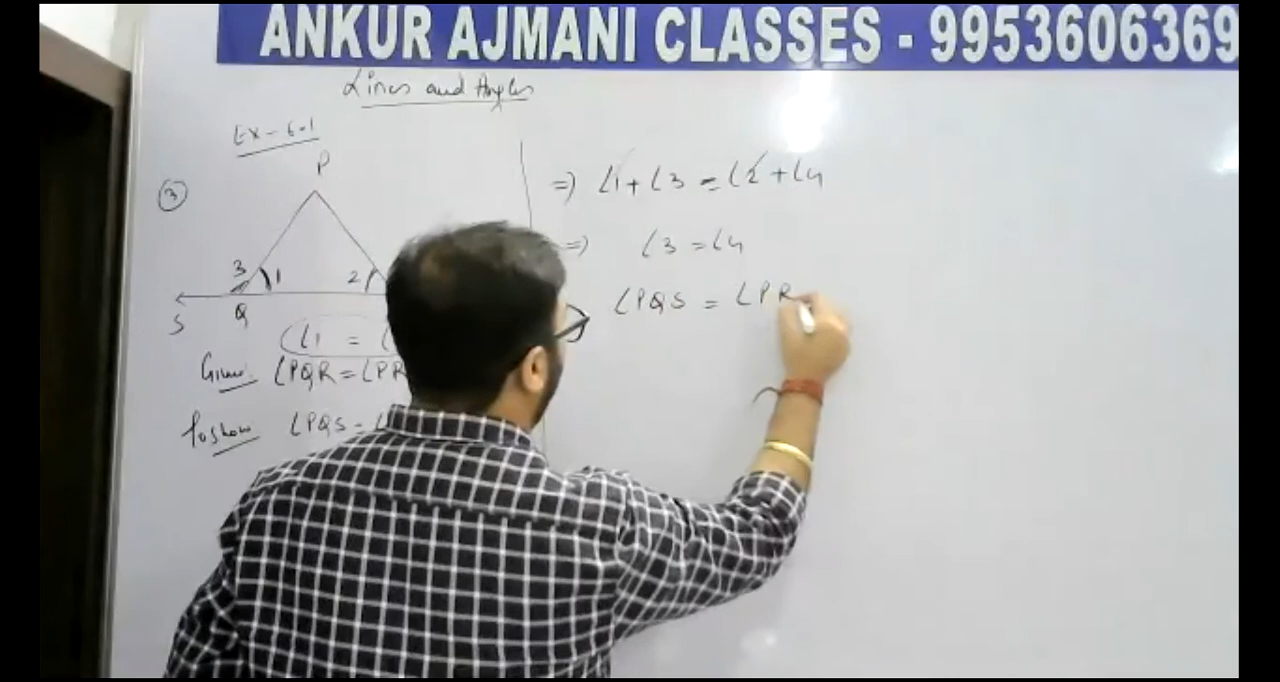 ANKUR AJMANI CLASSES - 9953606369
Lines and Angles
Ex-6.1
3
P
3 1 2
S Q
∠1 = ∠
Given ∠PQR = ∠PR
To show ∠PQS = ∠
=> ∠1 + ∠3 = ∠2 + ∠4
=> ∠3 = ∠4
∠PQS = ∠PR